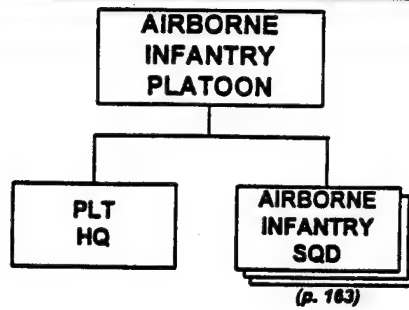 AIRBORNE
INFANTRY
PLATOON
PLT
HQ
AIRBORNE
INFANTRY
SQD
(p. 163)